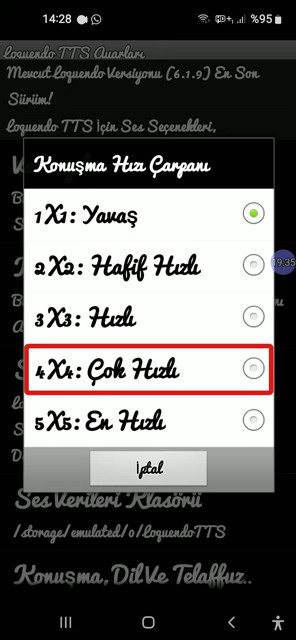 14:28
%95
Loquendo TTS Ayarları
Mevcut Loquendo Versiyonu (6.1.9) En Son
Sürüm!
Loquendo TTS İçin Ses Seçenekleri,
Konuşma Hızı Çarpanı
1 X1: Yavaş
2 X2: Hafif Hızlı
19:35
3 X3: Hızlı
4 X4: Çok Hızlı
5 X5: En Hızlı
İptal
Ses Verileri Klasörü
/storage/emulated/0/LoquendoTTS
Konuşma, Dil Ve Telaffuz..